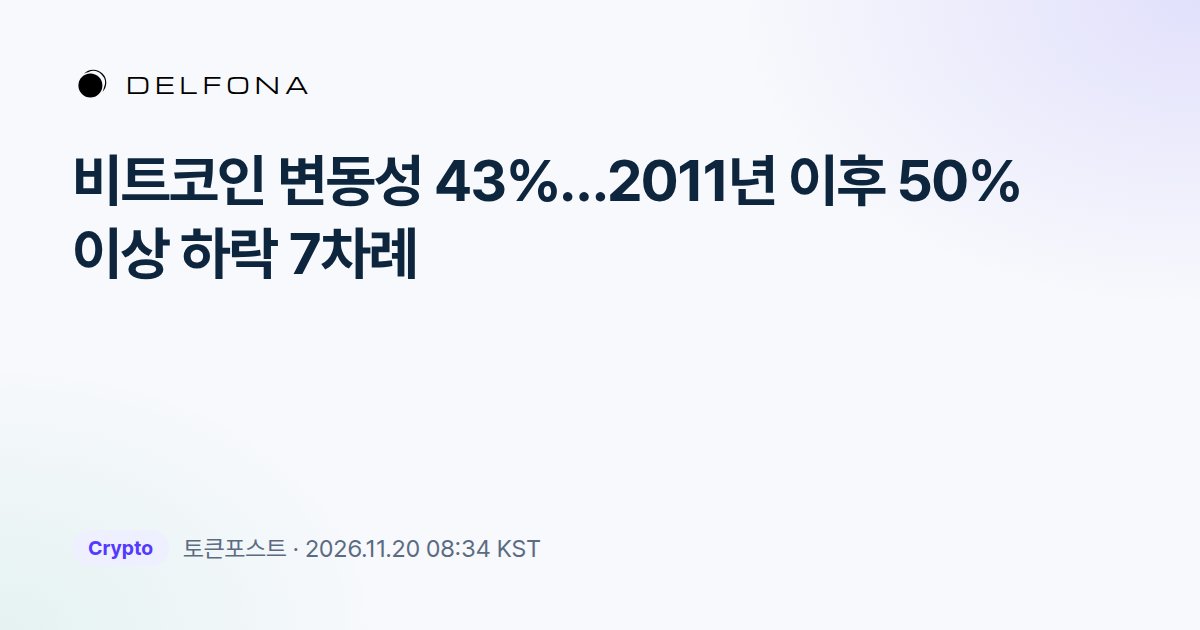 DELFONA
비트코인 변동성 43%...2011년 이후 50%
이상 하락 7차례
Crypto 토큰포스트 · 2026.11.20 08:34 KST